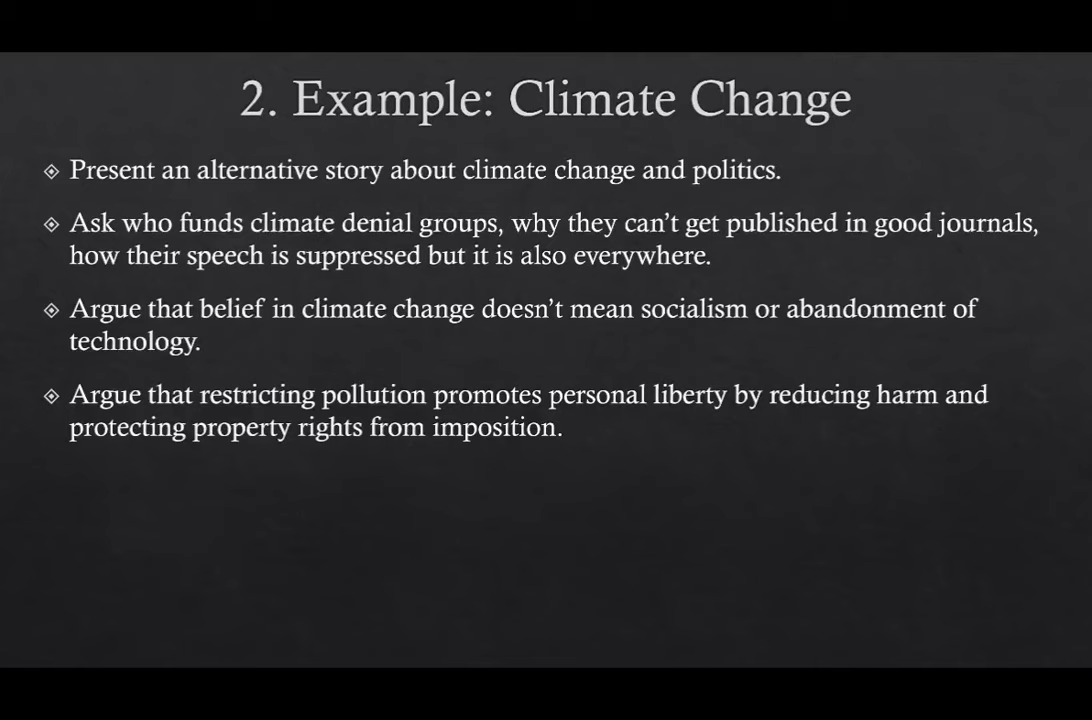 2. Example: Climate Change
Present an alternative story about climate change and politics.
Ask who funds climate denial groups, why they can’t get published in good journals,
how their speech is suppressed but it is also everywhere.
Argue that belief in climate change doesn’t mean socialism or abandonment of
technology.
Argue that restricting pollution promotes personal liberty by reducing harm and
protecting property rights from imposition.